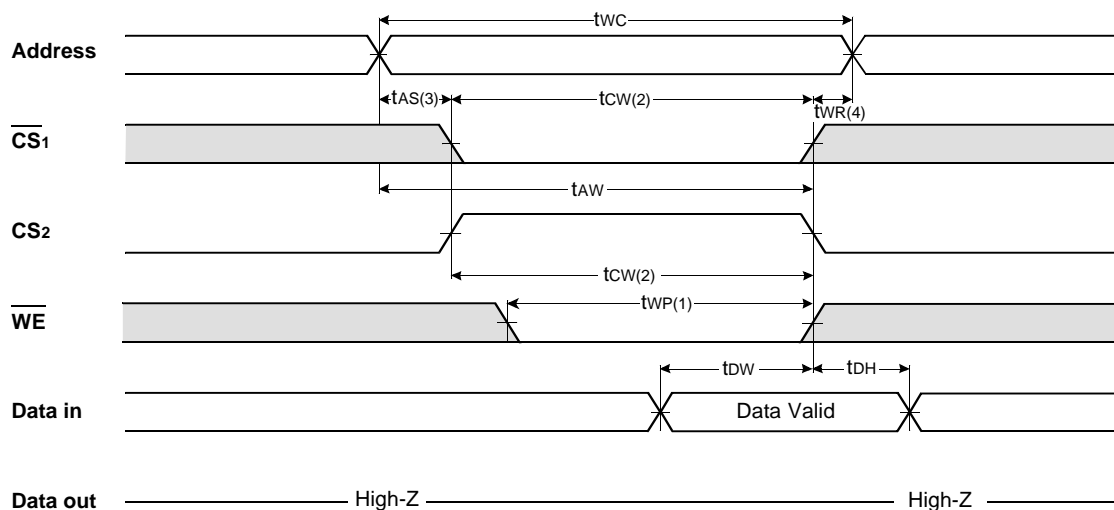 tWC
Address
tAS(3) tCW(2) tWR(4)
CS1
tAW
CS2
tCW(2)
tWP(1)
WE
tDW tDH
Data in Data Valid
Data out High-Z High-Z